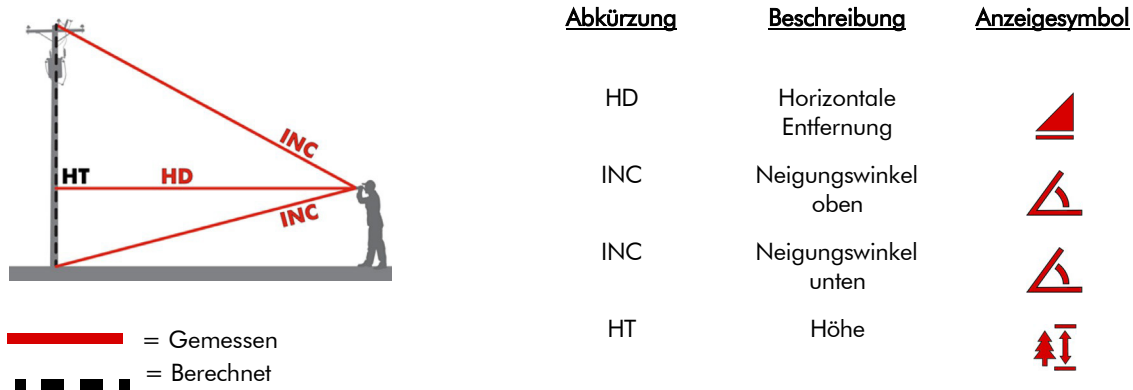 Abkürzung Beschreibung Anzeigesymbol
HD Horizontale
Entfernung
INC Neigungswinkel
oben
INC Neigungswinkel
unten
HT Höhe
INC
HT HD
INC
= Gemessen
= Berechnet